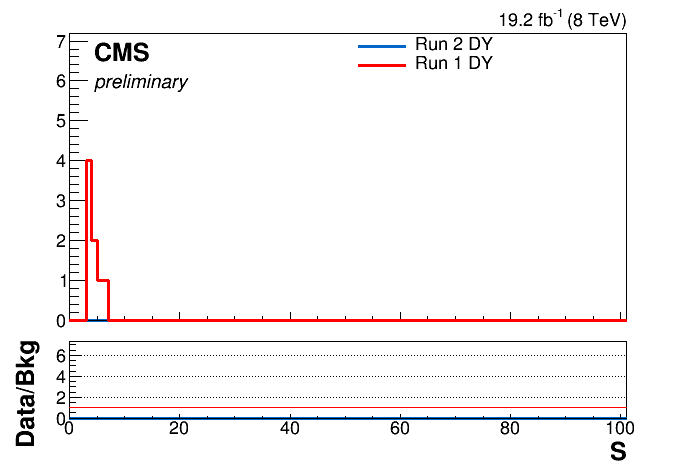 19.2 fb⁻¹ (8 TeV)
CMS
preliminary
Run 2 DY
Run 1 DY
7
6
5
4
3
2
1
0
Data/Bkg
6
4
2
0
0 20 40 60 80 100
S